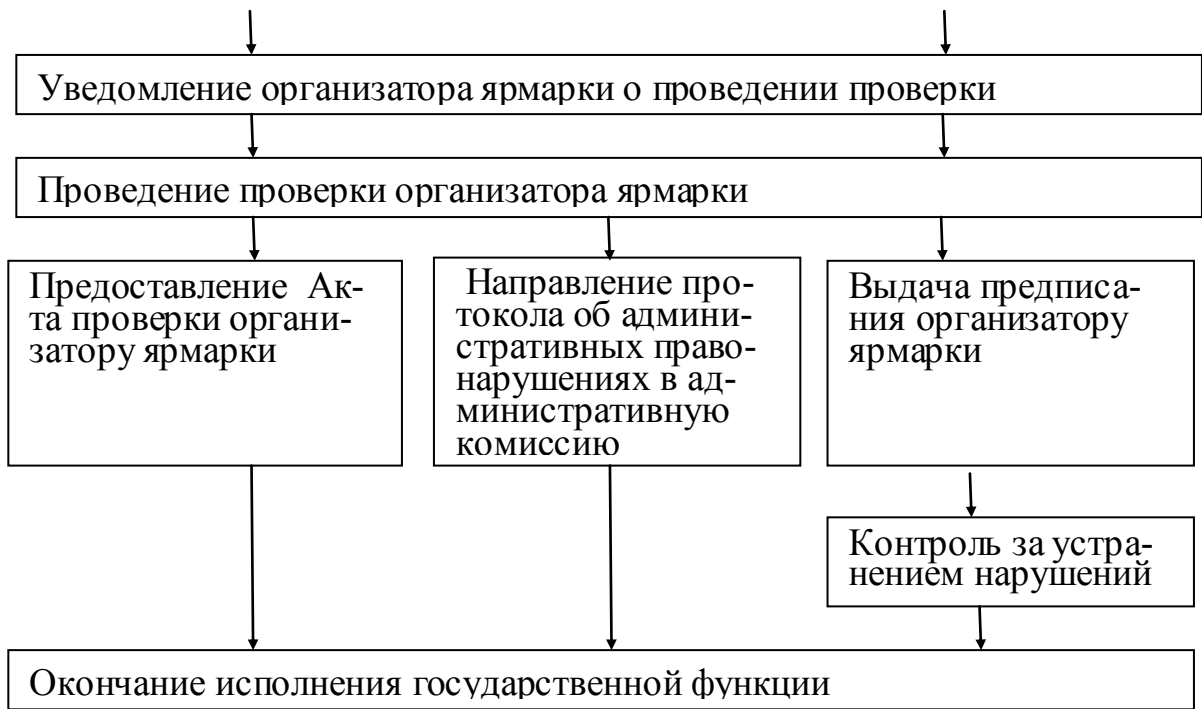 Уведомление организатора ярмарки о проведении проверки
Проведение проверки организатора ярмарки
Предоставление Ак-
та проверки органи-
затору ярмарки
Направление про-
токола об админи-
стративных право-
нарушениях в ад-
министративную
комиссию
Выдача предписа-
ния организатору
ярмарки
Контроль за устра-
нением нарушений
Окончание исполнения государственной функции